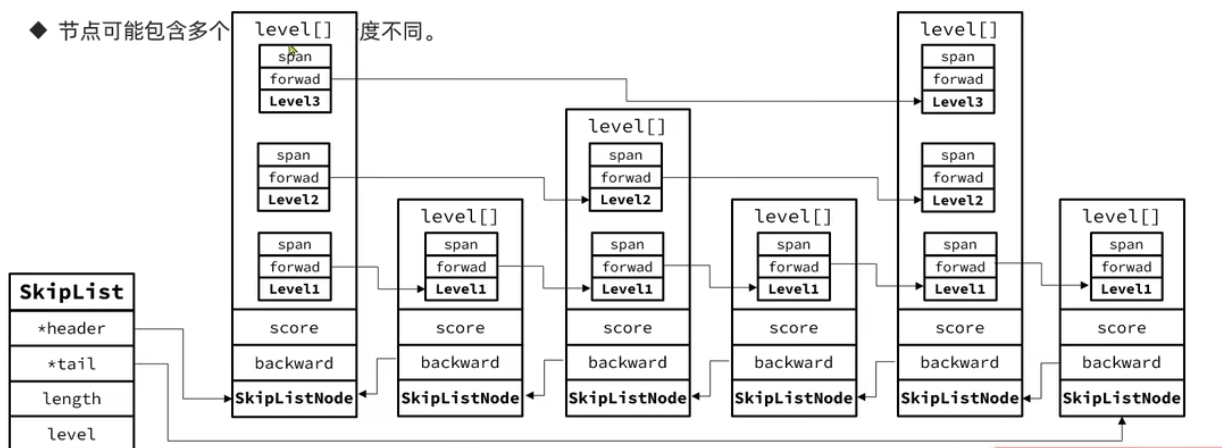 ◆ 节点可能包含多个
度不同。
level[]
span
forwad
Level3
span
forwad
Level2
span
forwad
Level1
score
backward
SkipListNode
level[]
span
forwad
Level1
score
backward
SkipListNode
level[]
span
forwad
Level2
span
forwad
Level1
score
backward
SkipListNode
level[]
span
forwad
Level1
score
backward
SkipListNode
level[]
span
forwad
Level3
span
forwad
Level2
span
forwad
Level1
score
backward
SkipListNode
level[]
span
forwad
Level1
score
backward
SkipListNode
SkipList
*header
*tail
length
level